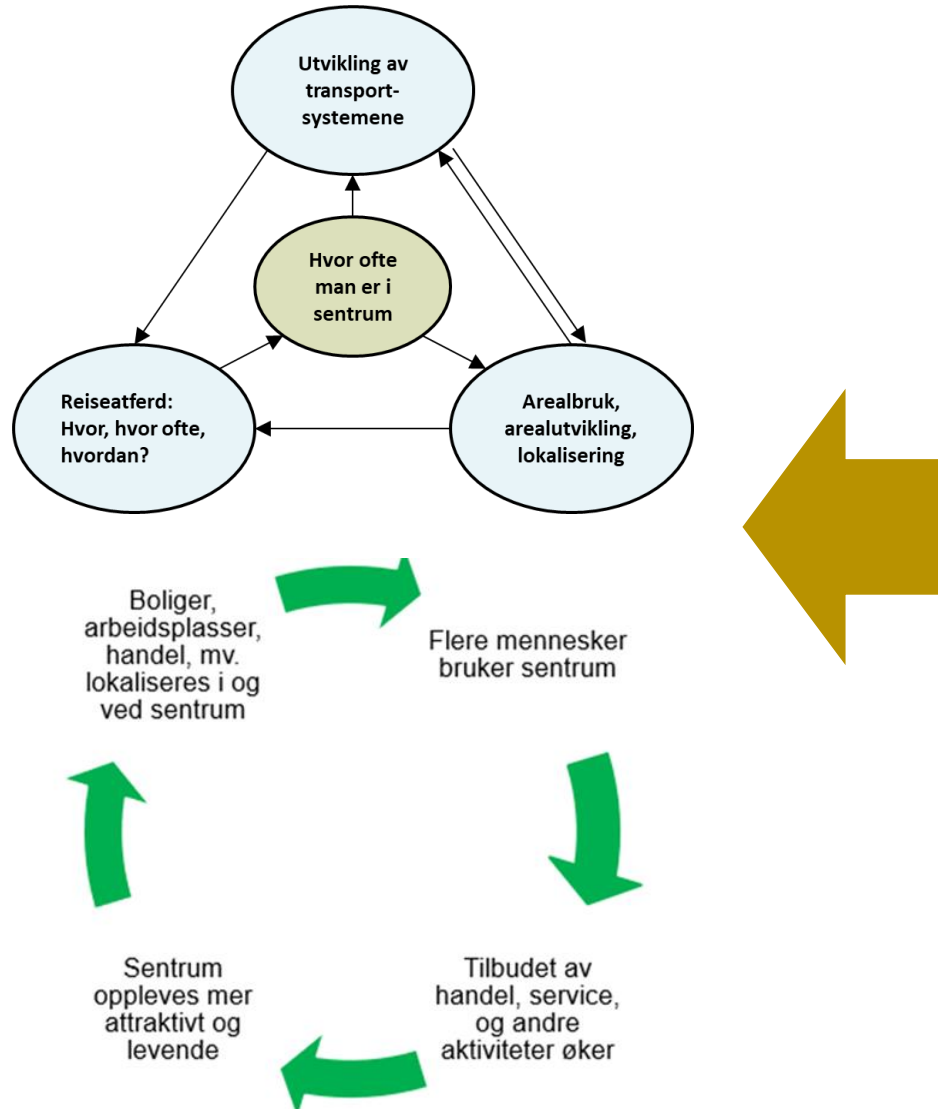 Utvikling av
transport-
systemene
Hvor ofte
man er i
sentrum
Reiseatferd:
Hvor, hvor ofte,
hvordan?
Arealbruk,
arealutvikling,
lokalisering
Boliger,
arbeidsplasser,
handel, mv.
lokaliseres i og
ved sentrum
Flere mennesker
bruker sentrum
Tilbudet av
handel, service,
og andre
aktiviteter øker
Sentrum
oppleves mer
attraktivt og
levende